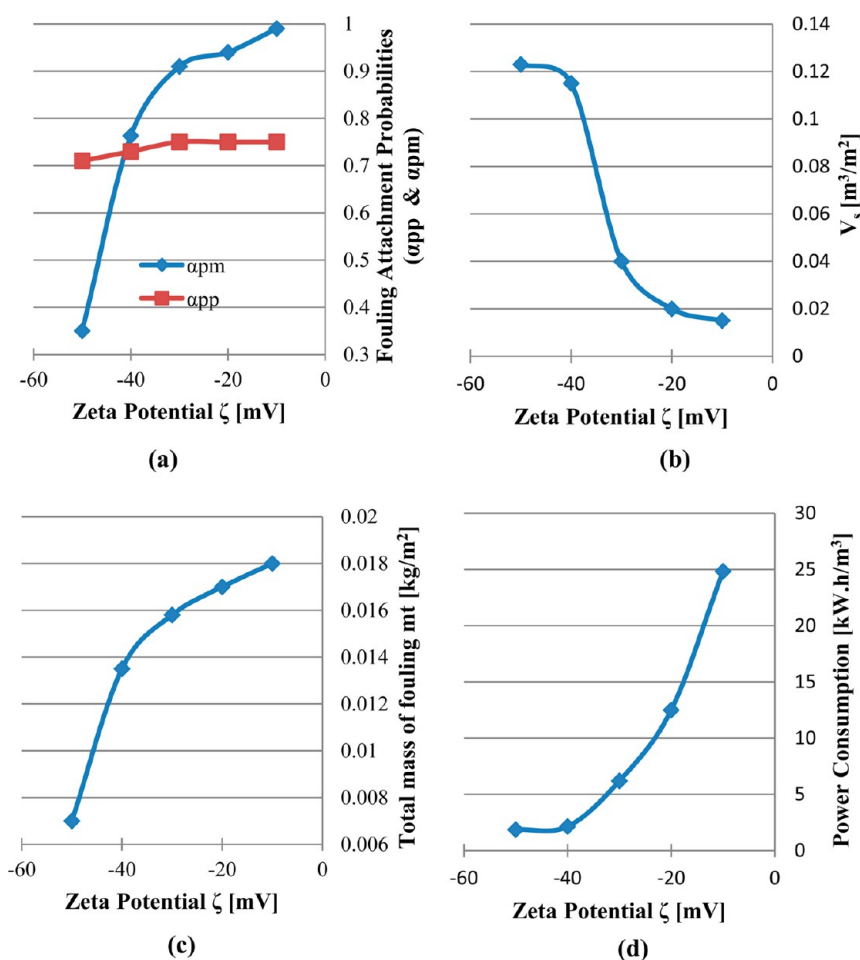 1
0.9
0.8
0.7
0.6
0.5
0.4
0.3
Fouling Attachment Probabilities
(αpp & αpm)
αpm
αpp
-60 -40 -20 0
Zeta Potential ζ [mV]
(a)
0.14
0.12
0.1
0.08
0.06
0.04
0.02
0
Vs [m³/m²]
-60 -40 -20 0
Zeta Potential ζ [mV]
(b)
0.02
0.018
0.016
0.014
0.012
0.01
0.008
0.006
Total mass of fouling mt [kg/m²]
-60 -40 -20 0
Zeta Potential ζ [mV]
(c)
30
25
20
15
10
5
0
Power Consumption [kW.h/m³]
-60 -40 -20 0
Zeta Potential ζ [mV]
(d)